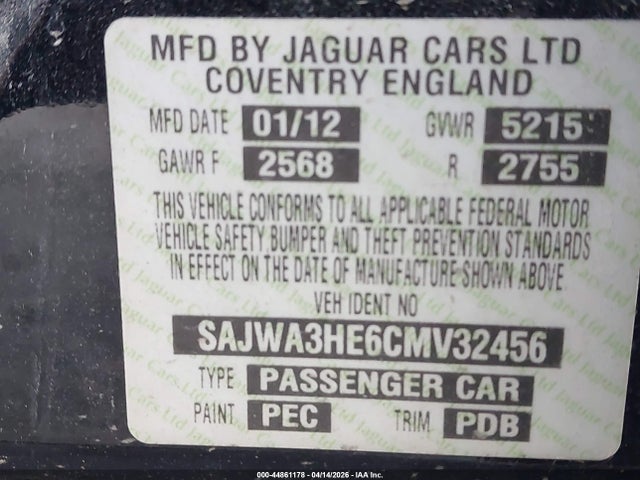 MFD BY JAGUAR CARS LTD
COVENTRY ENGLAND
MFD DATE 01/12 GVWR 5215
GAWR F 2568 R 2755
THIS VEHICLE CONFORMS TO ALL APPLICABLE FEDERAL MOTOR
VEHICLE SAFETY BUMPER AND THEFT PREVENTION STANDARDS
IN EFFECT ON THE DATE OF MANUFACTURE SHOWN ABOVE
VEH IDENT NO
SAJWA3HE6CMV32456
TYPE PASSENGER CAR
PAINT PEC TRIM PDB
000-44861178 - 04/14/2026 - IAA Inc.